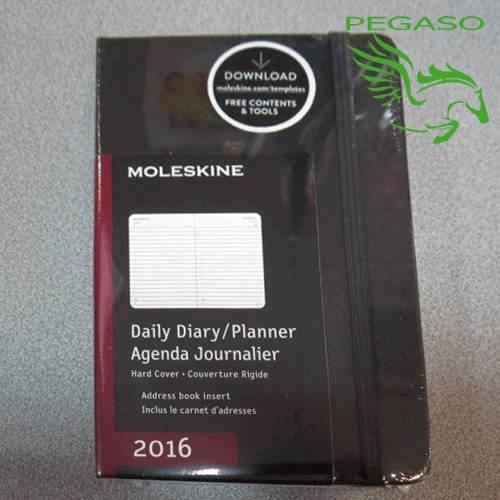 PEGASO
DOWNLOAD
moleskine.com/templates
FREE CONTENTS
& TOOLS
MOLESKINE
Daily Diary/Planner
Agenda Journalier
Hard Cover • Couverture Rigide
Address book insert
Inclus le carnet d'adresses
2016